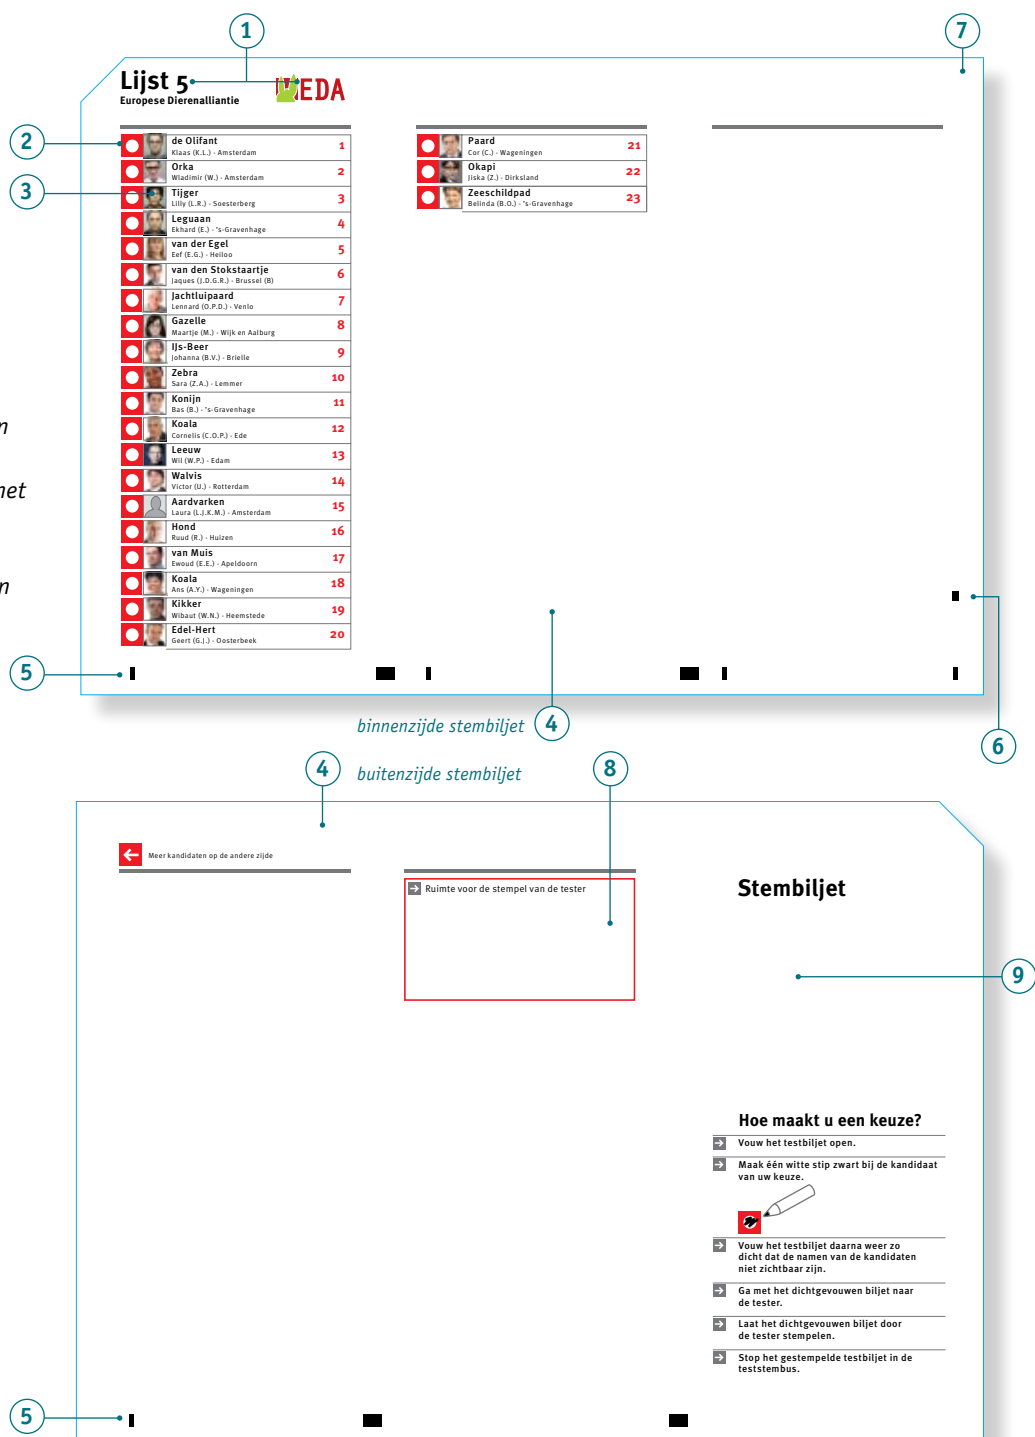 1
7
Lijst 5
EDA
Europese Dierenalliantie
2
3
de Olifant
Klaas (K.L.) - Amsterdam
1
Orka
Wladimir (W.) - Amsterdam
2
Tijger
Lilly (L.R.) - Soesterberg
3
Leguaan
Ekhard (E.) - 's-Gravenhage
4
van der Egel
Eef (E.G.) - Heiloo
5
van den Stokstaartje
Jaques (J.D.G.R.) - Brussel (B)
6
Jachtluipaard
Lennard (O.P.D.) - Venlo
7
Gazelle
Maartje (M.) - Wijk en Aalburg
8
IJs-Beer
Johanna (B.V.) - Brielle
9
Zebra
Sara (Z.A.) - Lemmer
10
Konijn
Bas (B.) - 's-Gravenhage
11
Koala
Cornelis (C.O.P.) - Ede
12
Leeuw
Wil (W.P.) - Edam
13
Walvis
Victor (U.) - Rotterdam
14
Aardvarken
Laura (L.J.K.M.) - Amsterdam
15
Hond
Ruud (R.) - Huizen
16
van Muis
Ewoud (E.E.) - Apeldoorn
17
Koala
Ans (A.Y.) - Wageningen
18
Kikker
Wibaut (W.N.) - Heemstede
19
Edel-Hert
Geert (G.J.) - Oosterbeek
20
Paard
Cor (C.) - Wageningen
21
Okapi
Jiska (Z.) - Dirksland
22
Zeeschildpad
Belinda (B.O.) - 's-Gravenhage
23
n
net
n
5
binnenzijde stembiljet
4
6
4
buitenzijde stembiljet
8
Meer kandidaten op de andere zijde
Ruimte voor de stempel van de tester
Stembiljet
9
Hoe maakt u een keuze?
Vouw het testbiljet open.
Maak één witte stip zwart bij de kandidaat
van uw keuze.
Vouw het testbiljet daarna weer zo
dicht dat de namen van de kandidaten
niet zichtbaar zijn.
Ga met het dichtgevouwen biljet naar
de tester.
Laat het dichtgevouwen biljet door
de tester stempelen.
Stop het gestempelde testbiljet in de
teststembus.
5